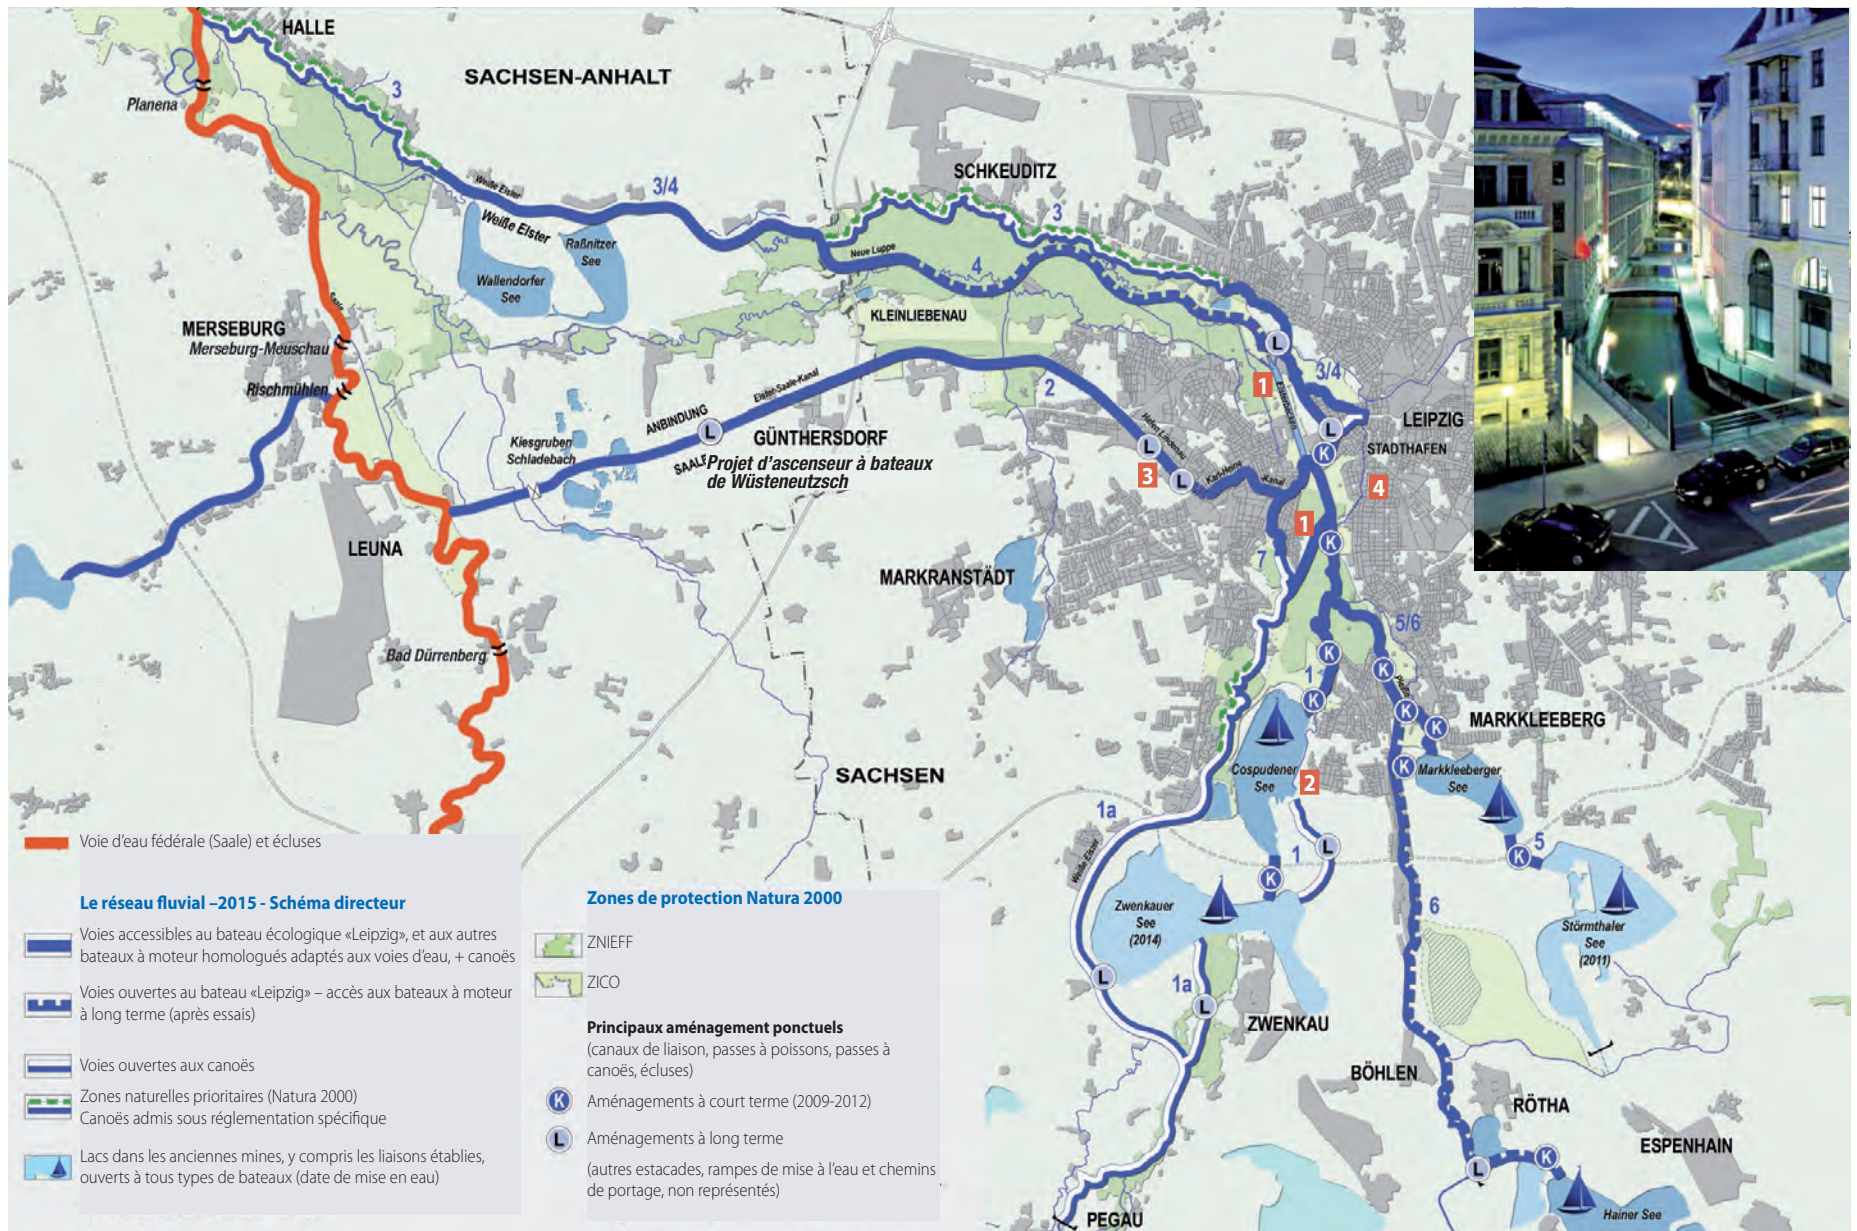 HALLE
SACHSEN-ANHALT
3
Planena
Weiße Elster
3/4
SCHKEUDITZ
3
Weiße Elster
Raßnitzer
See
Neue Luppe
4
Wallendorfer
See
Saale
KLEINLIEBENAU
MERSEBURG
Merseburg-Meuschau
Rischmühlen
Elster-Saale-Kanal
2
1
Elsterbecken
3/4
LEIPZIG
STADTHAFEN
ANBINDUNG
L
GÜNTHERSDORF
Kiesgruben
Schladebach
SAALE
Projet d'ascenseur à bateaux
de Wüsteneutzsch
Hafen Lindenau
L
L
L
L
K
3
Karl-Heine
-Kanal
4
1
K
LEUNA
7
MARKRANSTÄDT
5/6
Bad Dürrenberg
K
1
K
K
Pleiße
K
K
MARKKLEEBERG
SACHSEN
Cospudener
See
2
K
Markkleeberger
See
1a
Weiße Elster
1
L
K
K
5
Zwenkauer
See
(2014)
6
Störmthaler
See
(2011)
L
1a
L
ZWENKAU
BÖHLEN
RÖTHA
ESPENHAIN
L
K
Hainer See
PEGAU
Voie d'eau fédérale (Saale) et écluses
Le réseau fluvial –2015 - Schéma directeur
Voies accessibles au bateau écologique «Leipzig», et aux autres
bateaux à moteur homologués adaptés aux voies d'eau, + canoës
Voies ouvertes au bateau «Leipzig» – accès aux bateaux à moteur
à long terme (après essais)
Voies ouvertes aux canoës
Zones naturelles prioritaires (Natura 2000)
Canoës admis sous réglementation spécifique
Lacs dans les anciennes mines, y compris les liaisons établies,
ouverts à tous types de bateaux (date de mise en eau)
Zones de protection Natura 2000
ZNIEFF
ZICO
Principaux aménagement ponctuels
(canaux de liaison, passes à poissons, passes à
canoës, écluses)
K Aménagements à court terme (2009-2012)
L Aménagements à long terme
(autres estacades, rampes de mise à l'eau et chemins
de portage, non représentés)